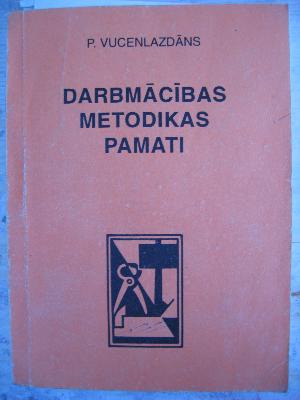 P. VUCENLAZDĀNS
DARBMĀCĪBAS
METODIKAS
PAMATI